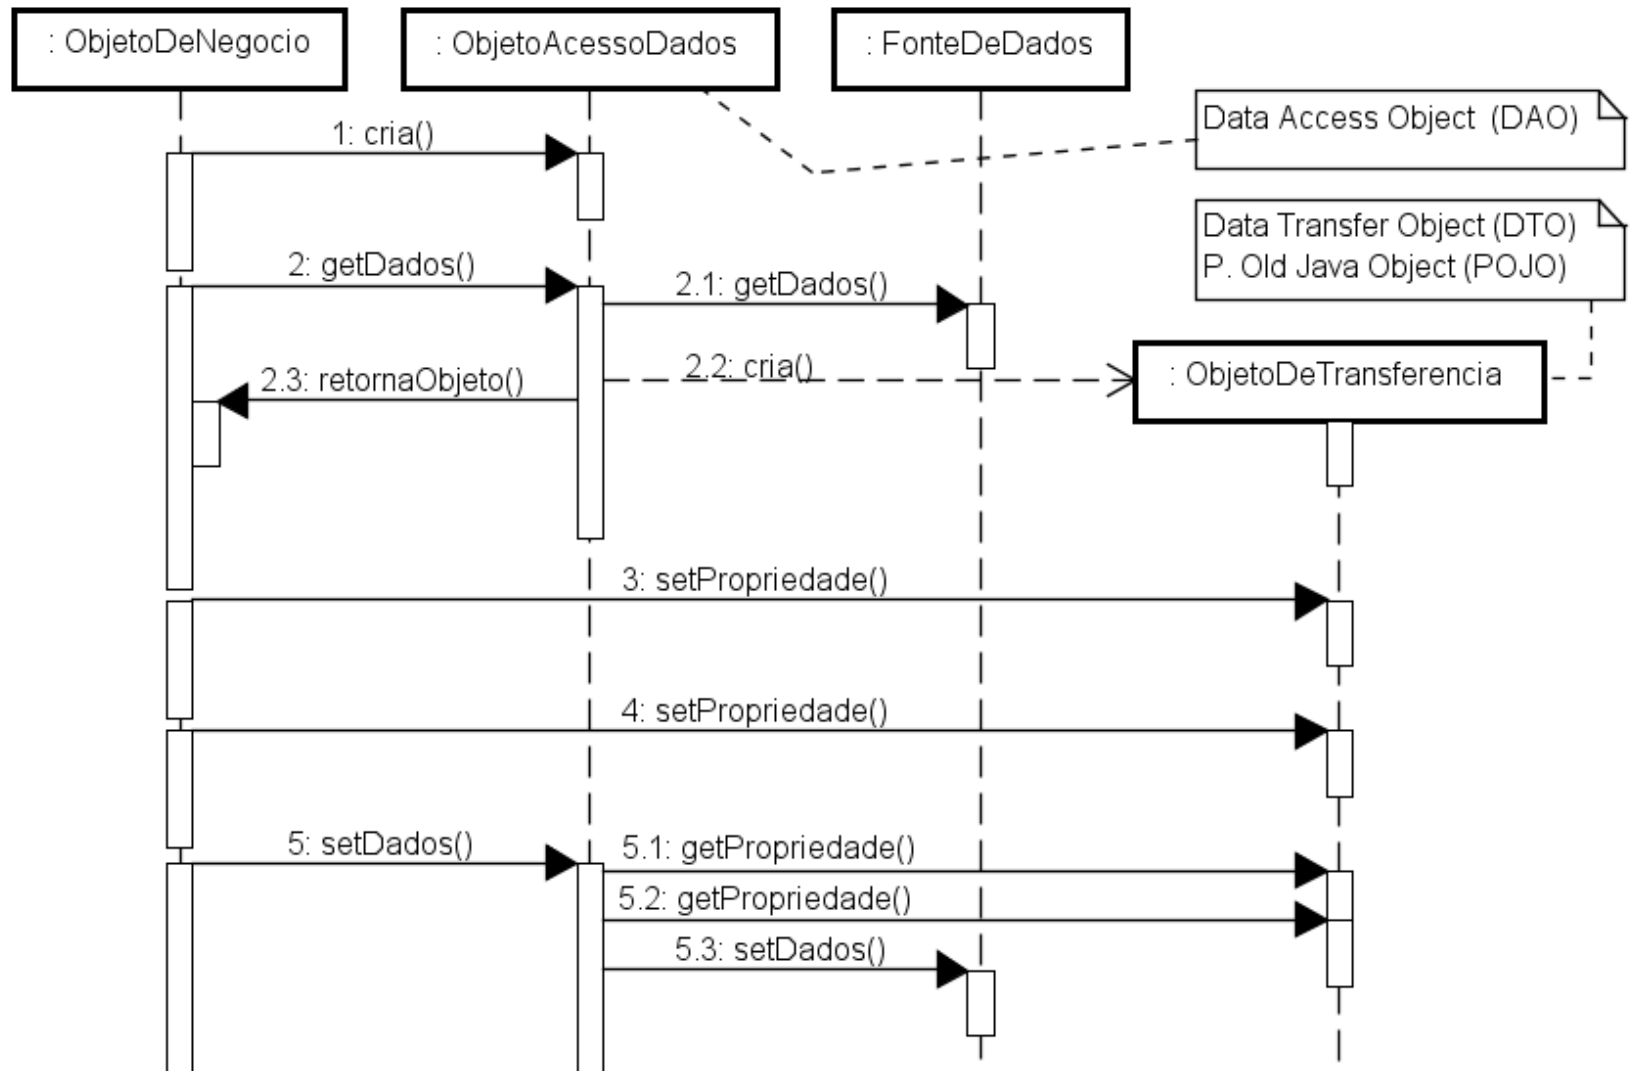 : ObjetoDeNegocio
: ObjetoAcessoDados
: FonteDeDados
Data Access Object (DAO)
1: cria()
Data Transfer Object (DTO)
P. Old Java Object (POJO)
2: getDados()
2.1: getDados()
2.2: cria()
: ObjetoDeTransferencia
2.3: retornaObjeto()
3: setPropriedade()
4: setPropriedade()
5: setDados()
5.1: getPropriedade()
5.2: getPropriedade()
5.3: setDados()